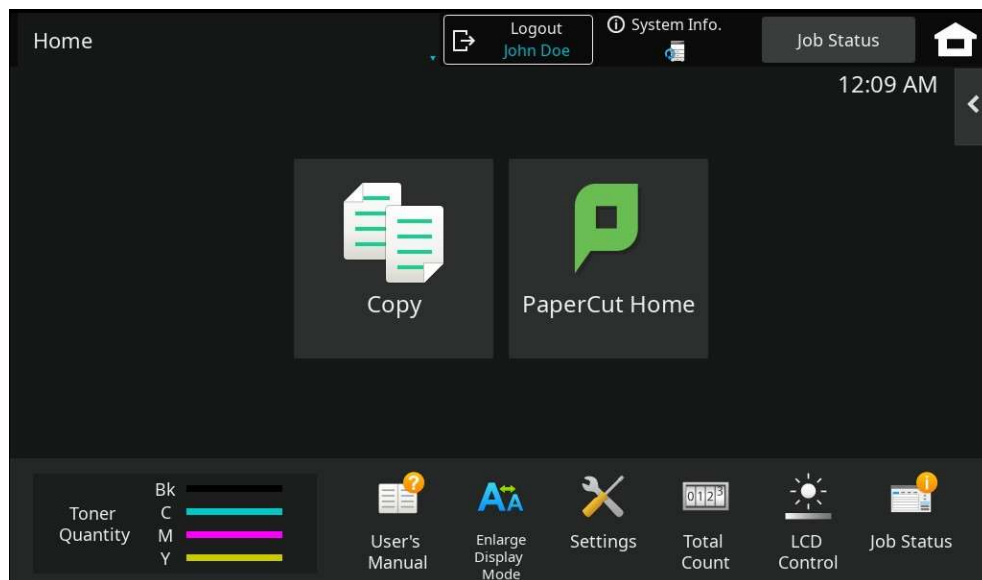 Home
Logout
John Doe
System Info.
Job Status
12:09 AM
Copy
PaperCut Home
Toner
Quantity
Bk
C
M
Y
User's
Manual
Enlarge
Display
Mode
Settings
0123
Total
Count
LCD
Control
Job Status